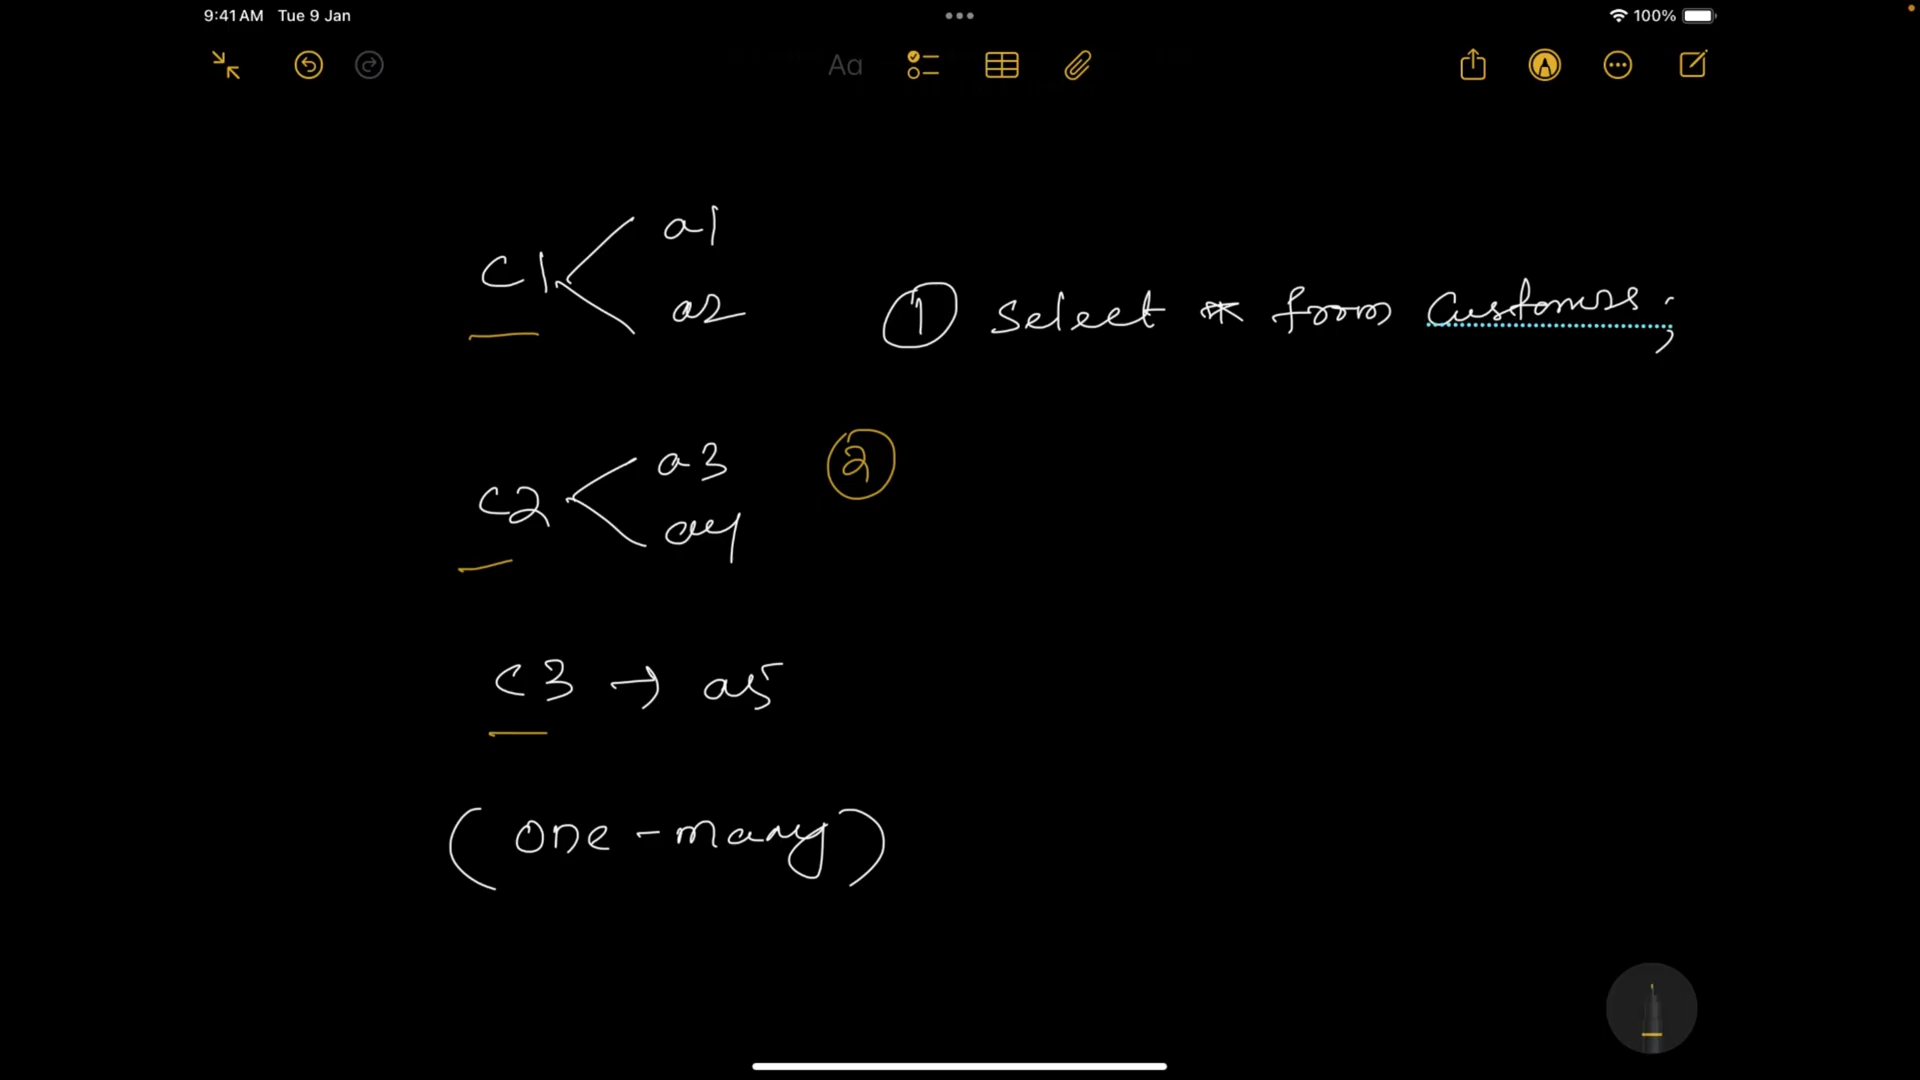 9:41 AM Tue 9 Jan
100%
Aa
a1
C1
a2
① Select * from Customers;
a3
②
C2
a4
C3 → a5
(one-many)